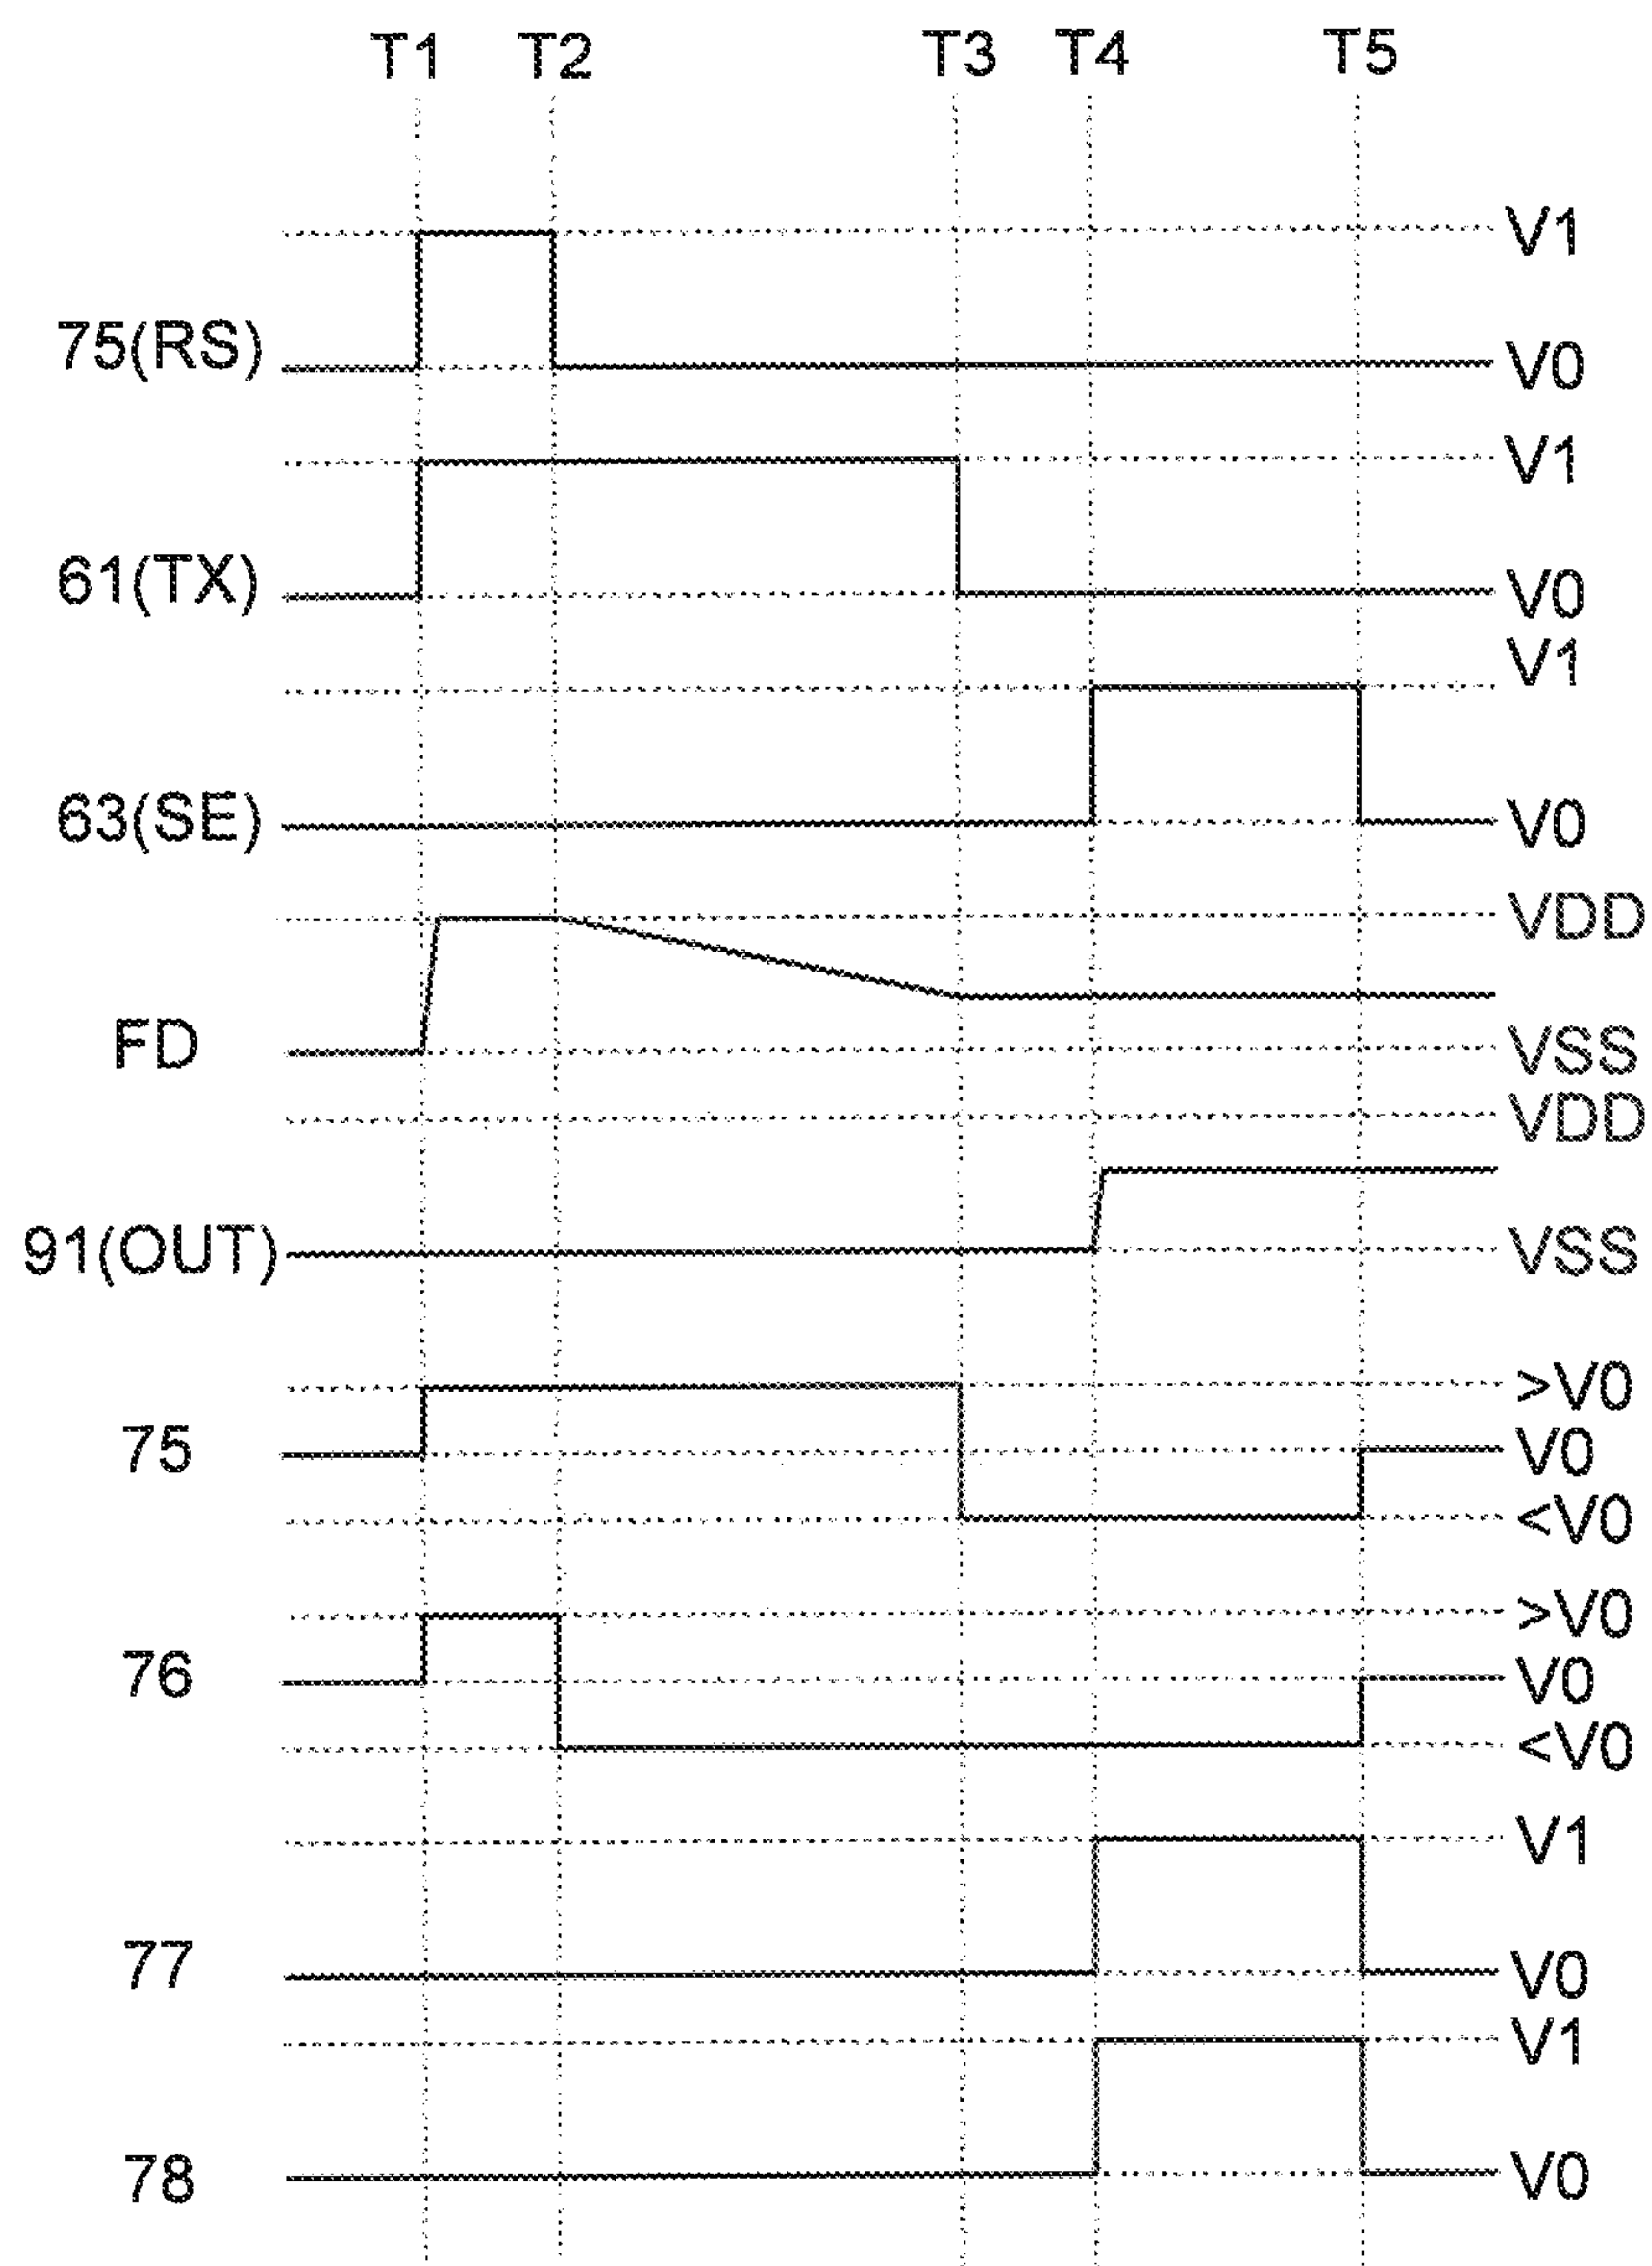 T1 T2 T3 T4 T5
V1
75(RS) V0
V1
61(TX) V0
V1
63(SE) V0
VDD
FD VSS
VDD
91(OUT) VSS
>V0
75 V0
<V0
>V0
76 V0
<V0
V1
77 V0
V1
78 V0